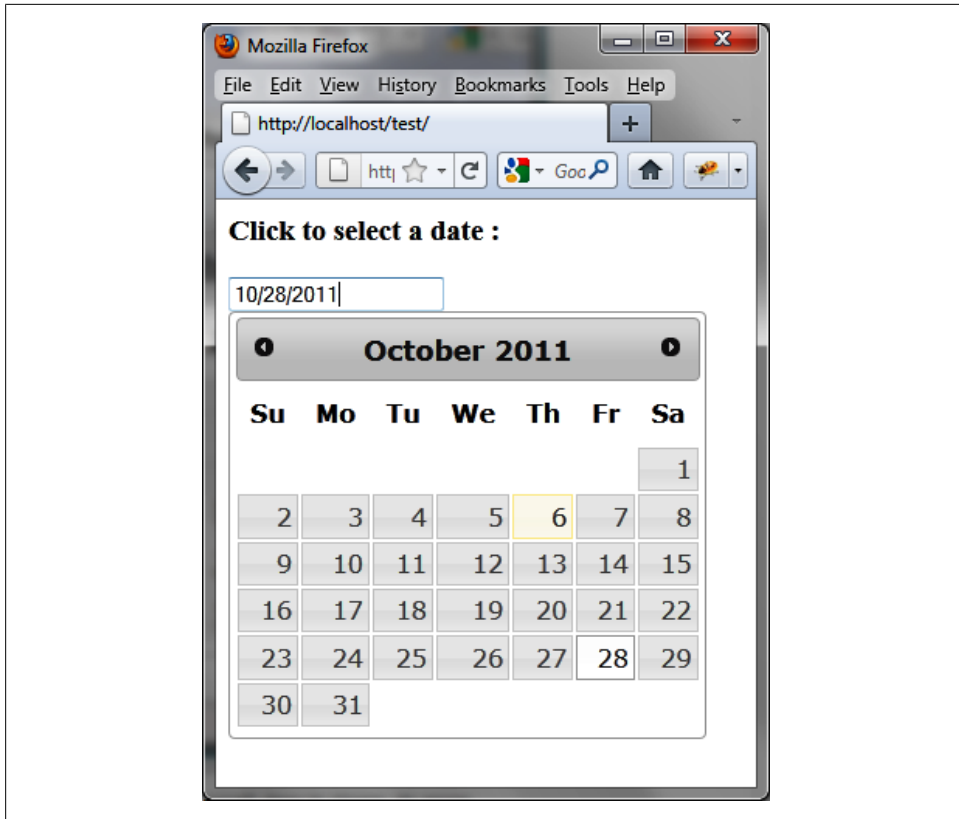 Mozilla Firefox
File Edit View History Bookmarks Tools Help
http://localhost/test/
Goo
Click to select a date :
10/28/2011
October 2011
Su Mo Tu We Th Fr Sa
1
2 3 4 5 6 7 8
9 10 11 12 13 14 15
16 17 18 19 20 21 22
23 24 25 26 27 28 29
30 31